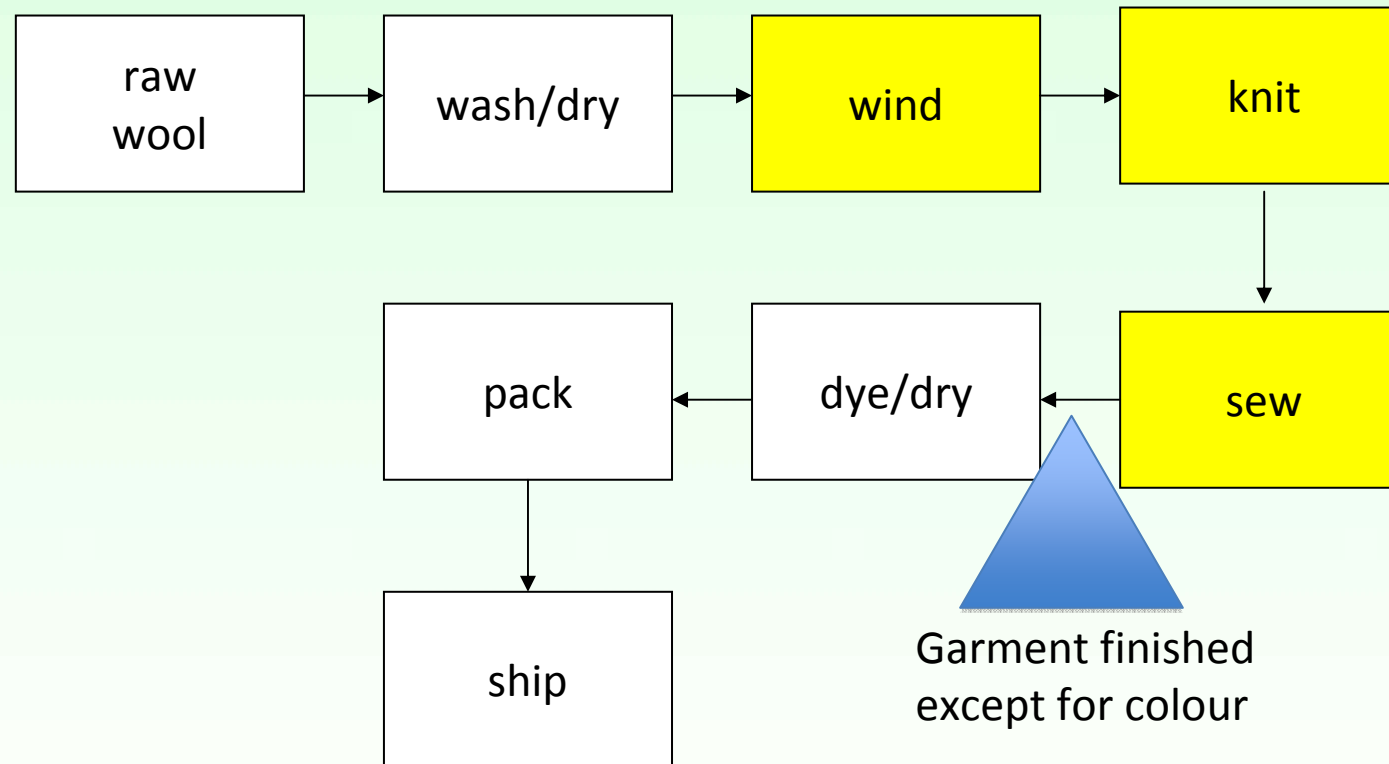 raw
wool
wash/dry
wind
knit
sew
dye/dry
pack
ship
Garment finished
except for colour